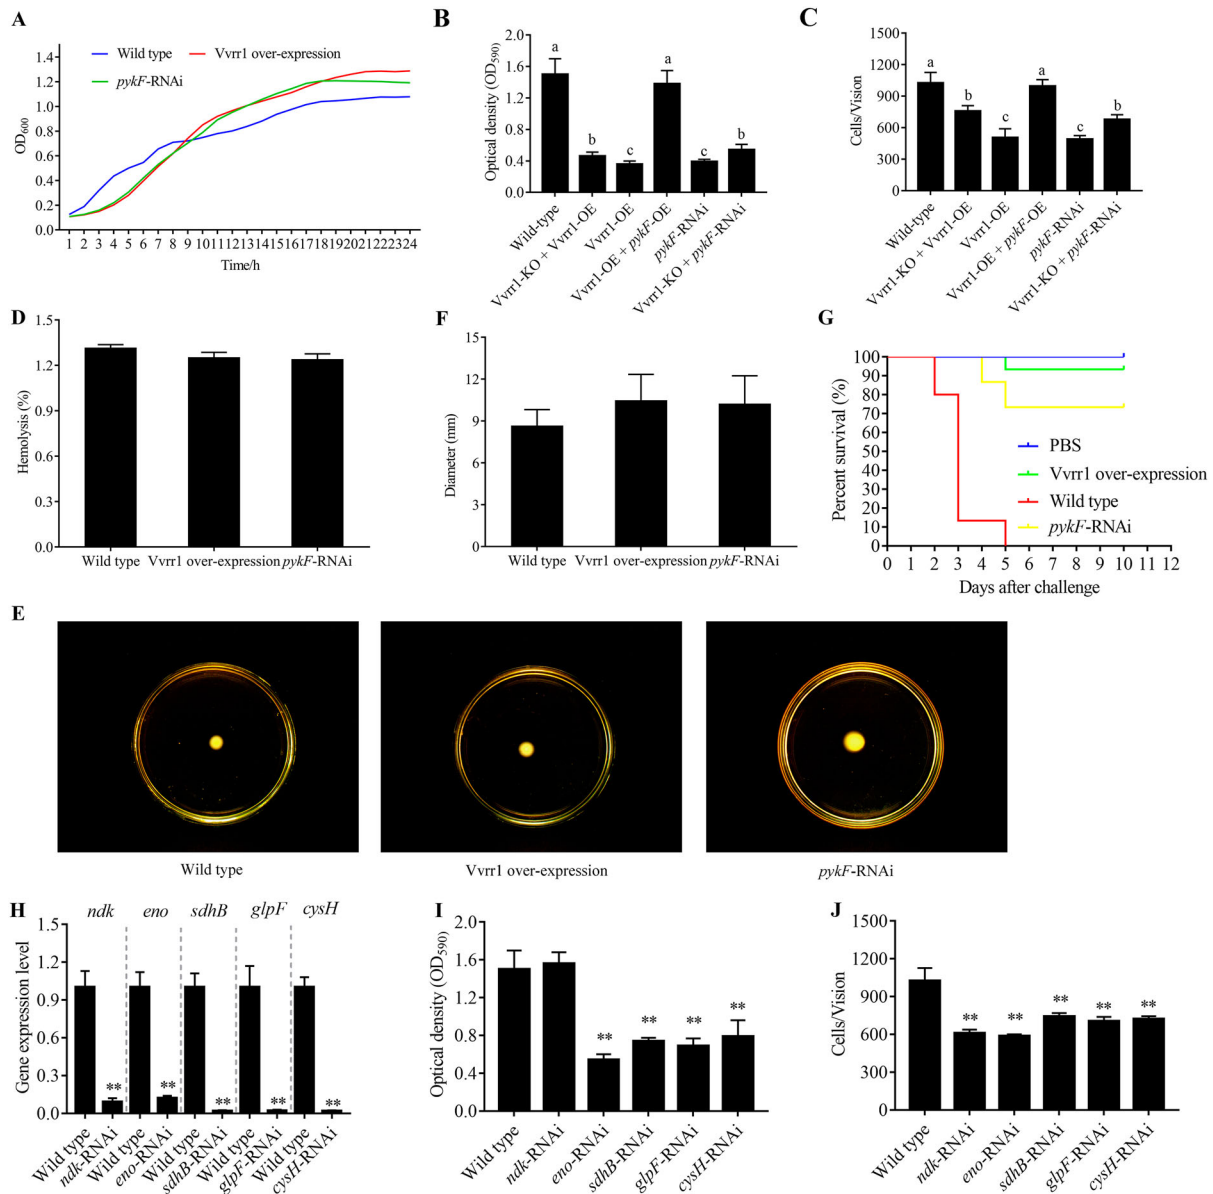 A
Wild type
Vvrr1 over-expression
pykF-RNAi
OD600
1.4
1.2
1.0
0.8
0.6
0.4
0.2
0.0
1 2 3 4 5 6 7 8 9 10 11 12 13 14 15 16 17 18 19 20 21 22 23 24
Time/h
B
Optical density (OD590)
2.0
1.6
1.2
0.8
0.4
0.0
a
b
c
a
c
b
Wild-type
Vvrr1-KO + Vvrr1-OE
Vvrr1-OE
Vvrr1-OE + pykF-OE
pykF-RNAi
Vvrr1-KO + pykF-RNAi
C
Cells/Vision
1500
1200
900
600
300
0
a
b
c
a
c
b
Wild-type
Vvrr1-KO + Vvrr1-OE
Vvrr1-OE
Vvrr1-OE + pykF-OE
pykF-RNAi
Vvrr1-KO + pykF-RNAi
D
Hemolysis (%)
1.5
1.2
0.9
0.6
0.3
0.0
Wild type Vvrr1 over-expression pykF-RNAi
F
Diameter (mm)
15
12
9
6
3
0
Wild type Vvrr1 over-expression pykF-RNAi
G
Percent survival (%)
100
90
80
70
60
50
40
30
20
10
0
PBS
Vvrr1 over-expression
Wild type
pykF-RNAi
0 1 2 3 4 5 6 7 8 9 10 11 12
Days after challenge
E
Wild type
Vvrr1 over-expression
pykF-RNAi
H
ndk eno sdhB glpF cysH
Gene expression level
1.5
1.2
0.9
0.6
0.3
0.0
** ** ** ** **
Wild type
ndk-RNAi
Wild type
eno-RNAi
Wild type
sdhB-RNAi
Wild type
glpF-RNAi
Wild type
cysH-RNAi
I
Optical density (OD590)
2.0
1.6
1.2
0.8
0.4
0.0
** ** ** **
Wild type
ndk-RNAi
eno-RNAi
sdhB-RNAi
glpF-RNAi
cysH-RNAi
J
Cells/Vision
1500
1200
900
600
300
0
** ** ** ** **
Wild type
ndk-RNAi
eno-RNAi
sdhB-RNAi
glpF-RNAi
cysH-RNAi